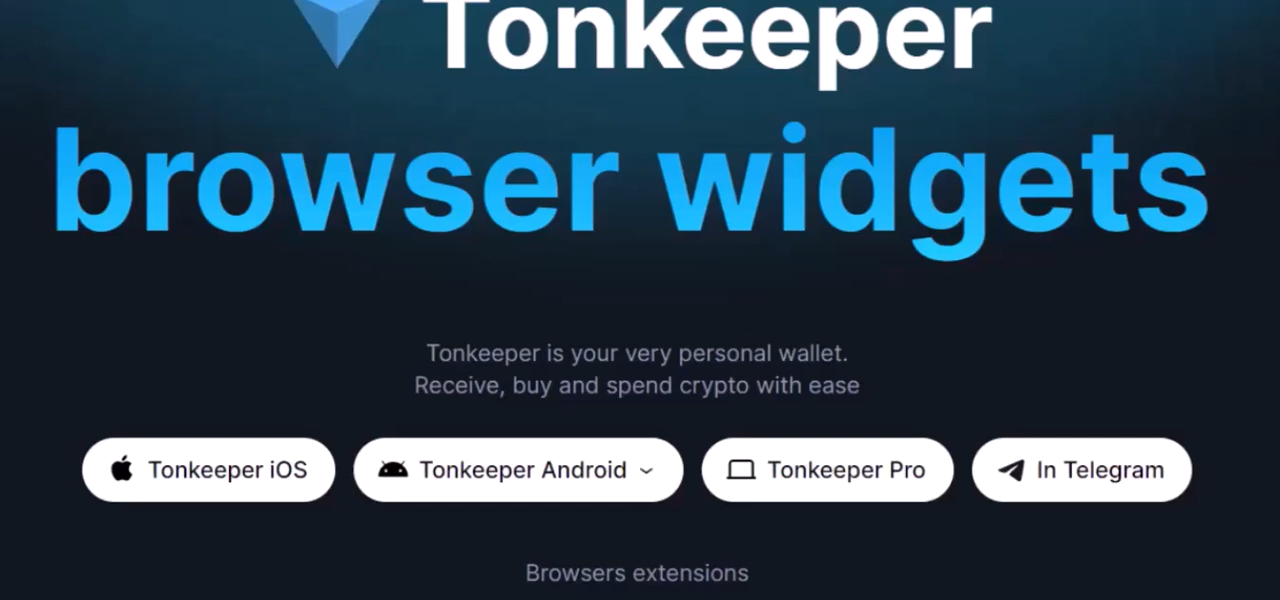 Tonkeeper
browser widgets
Tonkeeper is your very personal wallet.
Receive, buy and spend crypto with ease
Tonkeeper iOS
Tonkeeper Android
Tonkeeper Pro
In Telegram
Browsers extensions